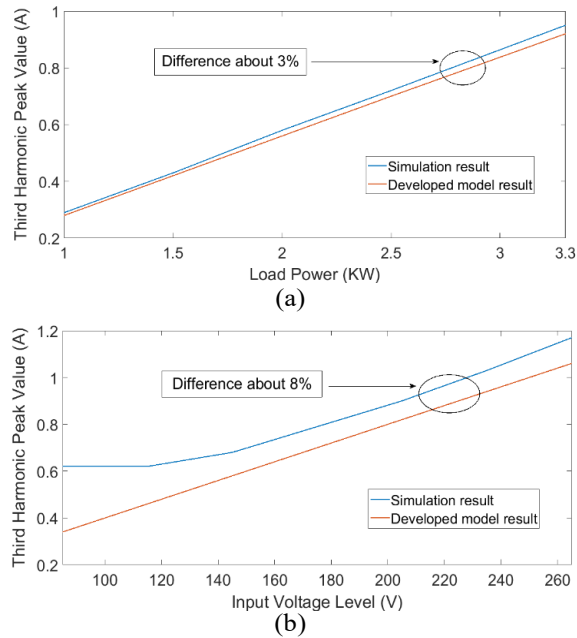 (a)
Third Harmonic Peak Value (A)
1
0.8
0.6
0.4
0.2
Difference about 3%
Simulation result
Developed model result
1
1.5
2
2.5
3
3.3
Load Power (KW)
(a)
Third Harmonic Peak Value (A)
1.2
1
0.8
0.6
0.4
0.2
Difference about 8%
Simulation result
Developed model result
100
120
140
160
180
200
220
240
260
Input Voltage Level (V)
(b)